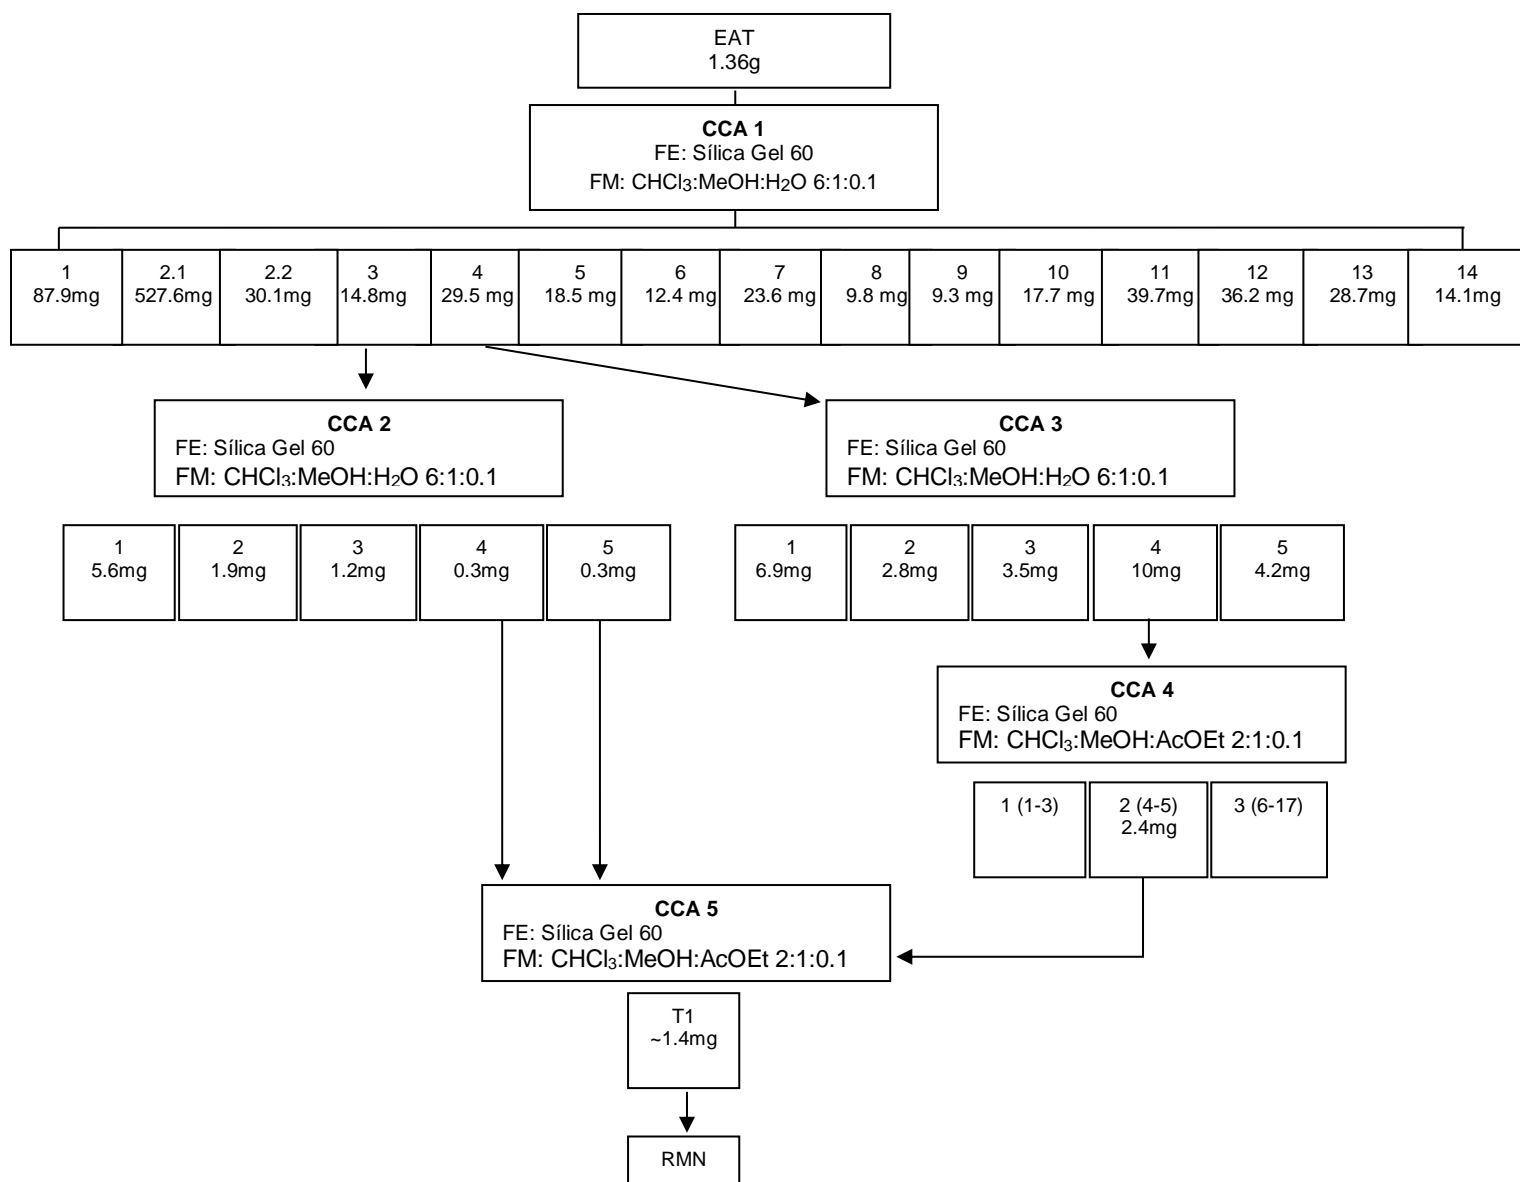 EAT
1.36g
CCA 1
FE: Sílica Gel 60
FM: CHCl₃:MeOH:H₂O 6:1:0.1
1
87.9mg
2.1
527.6mg
2.2
30.1mg
3
14.8mg
4
29.5 mg
5
18.5 mg
6
12.4 mg
7
23.6 mg
8
9.8 mg
9
9.3 mg
10
17.7 mg
11
39.7mg
12
36.2 mg
13
28.7mg
14
14.1mg
CCA 2
FE: Sílica Gel 60
FM: CHCl₃:MeOH:H₂O 6:1:0.1
CCA 3
FE: Sílica Gel 60
FM: CHCl₃:MeOH:H₂O 6:1:0.1
1
5.6mg
2
1.9mg
3
1.2mg
4
0.3mg
5
0.3mg
1
6.9mg
2
2.8mg
3
3.5mg
4
10mg
5
4.2mg
CCA 4
FE: Sílica Gel 60
FM: CHCl₃:MeOH:AcOEt 2:1:0.1
1 (1-3)
2 (4-5)
2.4mg
3 (6-17)
CCA 5
FE: Sílica Gel 60
FM: CHCl₃:MeOH:AcOEt 2:1:0.1
T1
~1.4mg
RMN